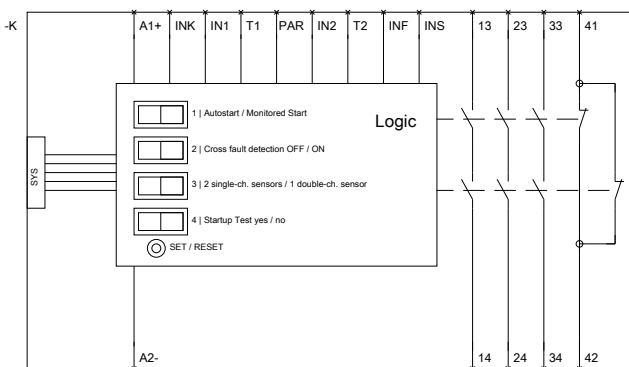 -K A1+ INK IN1 T1 PAR IN2 T2 INF INS 13 23 33 41
1 | Autostart / Monitored Start
Logic
2 | Cross fault detection OFF / ON
SYS
3 | 2 single-ch. sensors / 1 double-ch. sensor
4 | Startup Test yes / no
SET / RESET
A2- 14 24 34 42